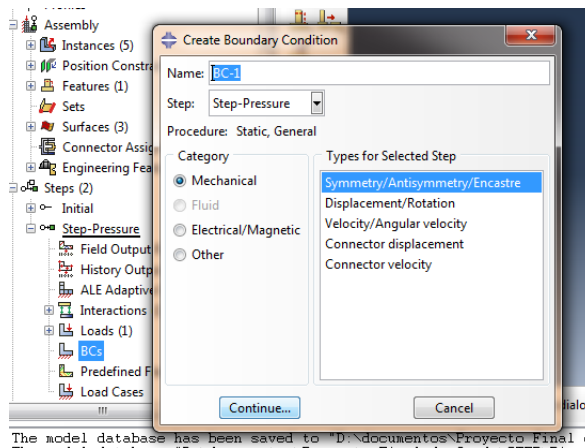 Assembly
Instances (5)
Position Constra
Features (1)
Sets
Surfaces (3)
Connector Assig
Engineering Fea
Steps (2)
Initial
Step-Pressure
Field Output
History Outp
ALE Adaptive
Interactions
Loads (1)
BCs
Predefined F
Load Cases
Create Boundary Condition
Name: BC-1
Step: Step-Pressure
Procedure: Static, General
Category
Mechanical
Fluid
Electrical/Magnetic
Other
Types for Selected Step
Symmetry/Antisymmetry/Encastre
Displacement/Rotation
Velocity/Angular velocity
Connector displacement
Connector velocity
Continue...
Cancel
dialo
The model database has been saved to "D:\documentos\Proyecto Final